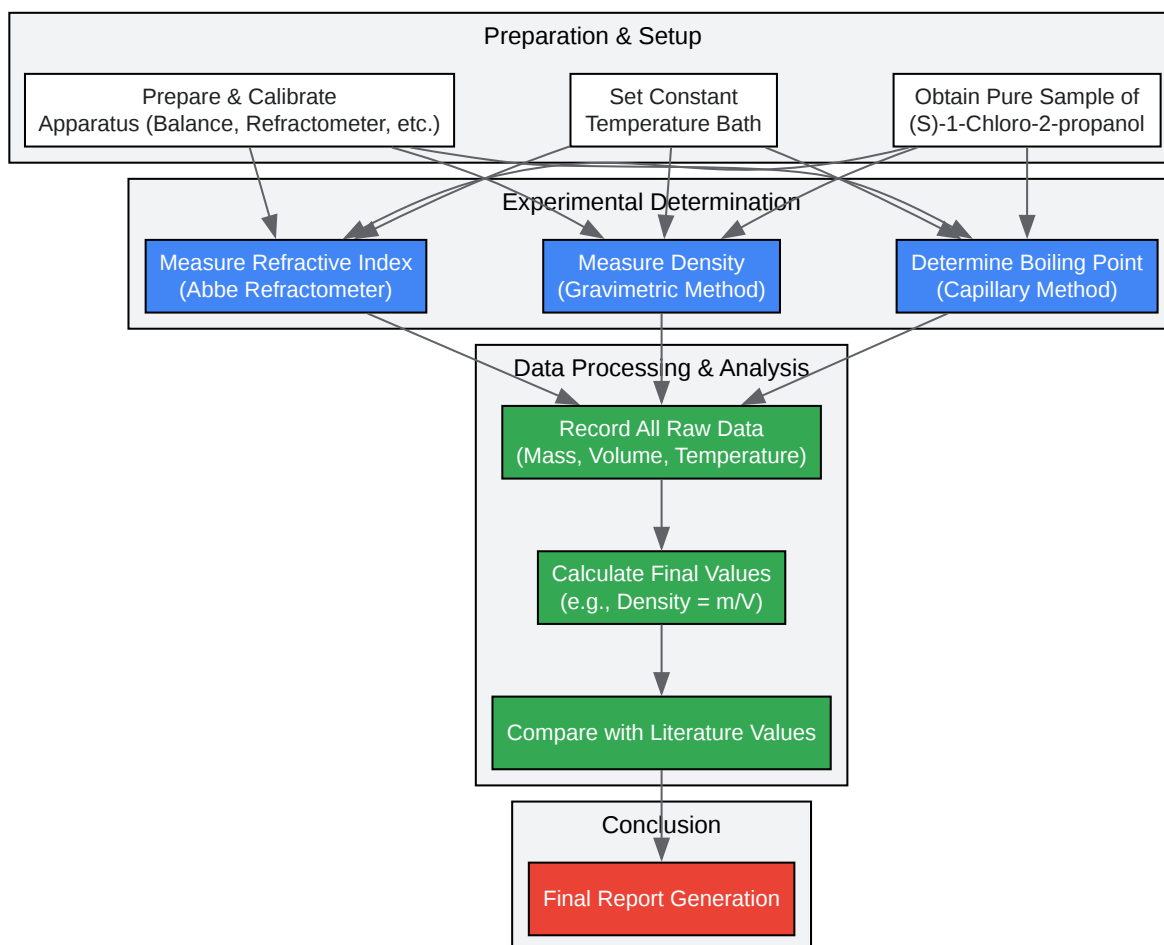 Preparation & Setup
Prepare & Calibrate
Apparatus (Balance, Refractometer, etc.)
Set Constant
Temperature Bath
Obtain Pure Sample of
(S)-1-Chloro-2-propanol
Experimental Determination
Measure Refractive Index
(Abbe Refractometer)
Measure Density
(Gravimetric Method)
Determine Boiling Point
(Capillary Method)
Data Processing & Analysis
Record All Raw Data
(Mass, Volume, Temperature)
Calculate Final Values
(e.g., Density = m/V)
Compare with Literature Values
Conclusion
Final Report Generation